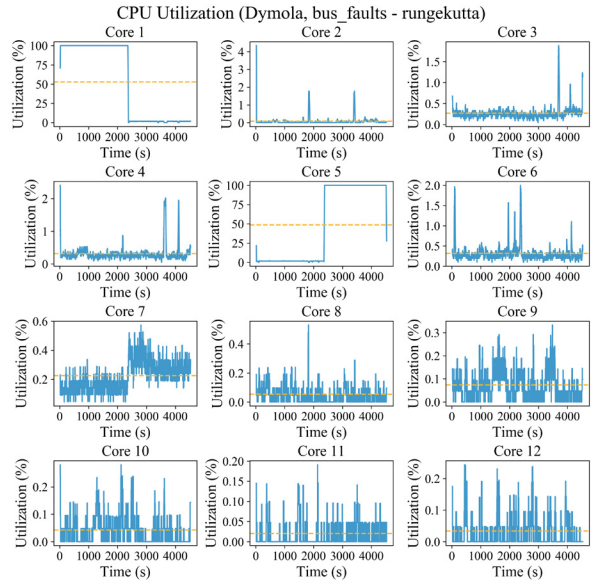 CPU Utilization (Dymola, bus_faults - rungekutta)
Core 1
Core 2
Core 3
Utilization (%)
100
75
50
25
0
0 1000 2000 3000 4000
Time (s)
Utilization (%)
4
3
2
1
0
0 1000 2000 3000 4000
Time (s)
Utilization (%)
1.5
1.0
0.5
0.0
0 1000 2000 3000 4000
Time (s)
Core 4
Core 5
Core 6
Utilization (%)
2
1
0
0 1000 2000 3000 4000
Time (s)
Utilization (%)
100
75
50
25
0
0 1000 2000 3000 4000
Time (s)
Utilization (%)
2.0
1.5
1.0
0.5
0.0
0 1000 2000 3000 4000
Time (s)
Core 7
Core 8
Core 9
Utilization (%)
0.6
0.4
0.2
0 1000 2000 3000 4000
Time (s)
Utilization (%)
0.4
0.2
0.0
0 1000 2000 3000 4000
Time (s)
Utilization (%)
0.3
0.2
0.1
0.0
0 1000 2000 3000 4000
Time (s)
Core 10
Core 11
Core 12
Utilization (%)
0.2
0.1
0.0
0 1000 2000 3000 4000
Time (s)
Utilization (%)
0.20
0.15
0.10
0.05
0.00
0 1000 2000 3000 4000
Time (s)
Utilization (%)
0.2
0.1
0.0
0 1000 2000 3000 4000
Time (s)